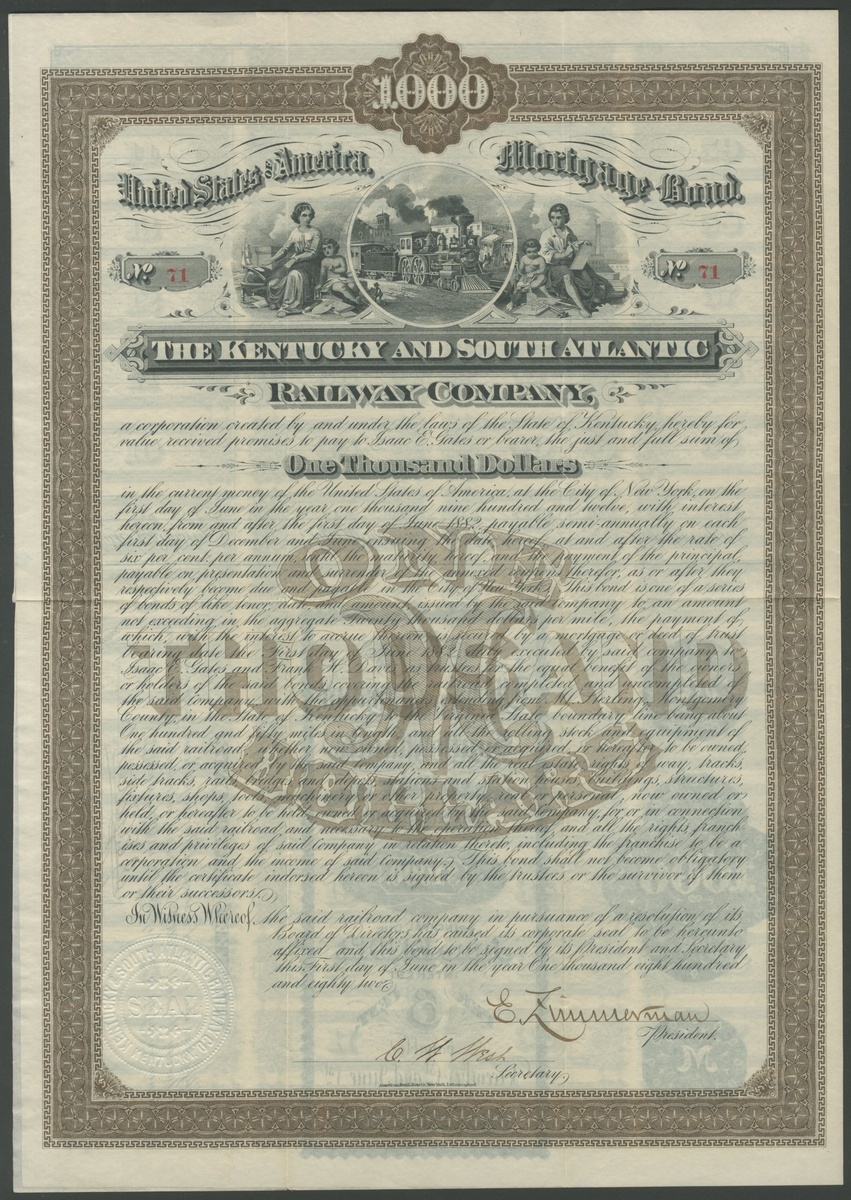 1000
United States of America, Mortgage Bond.
No 71 No 71
THE KENTUCKY AND SOUTH ATLANTIC
RAILWAY COMPANY,
a corporation created by and under the laws of the State of Kentucky, hereby for
value received promises to pay to Isaac E. Gates or bearer, the just and full sum of
One Thousand Dollars
in the current money of the United States of America, at the City of New York, on the
first day of June in the year one thousand nine hundred and twelve, with interest
hereon, from and after the first day of June 1882, payable semi-annually on each
first day of December and June ensuing the date hereof, at and after the rate of
six per cent. per annum, until the maturity hereof, and the payment of the principal,
payable on presentation and surrender of the annexed coupons therefor, as or after they
respectively become due and payable, in the City of New York. This bond is one of a series
of bonds of like tenor, date and amount, issued by the said Company to an amount
not exceeding in the aggregate Twenty thousand dollars per mile, the payment of
which, with the interest to accrue thereon, is secured by a mortgage or deed of trust
bearing date the first day of June 1882 duly executed by said company to
Isaac E. Gates and Frank H. Davis as trustees for the equal benefit of the owners
or holders of the said bonds covering the railroad completed and uncompleted of
the said company, with the appurtenances extending from Mt. Sterling, Montgomery
County, in the State of Kentucky to the Virginia State boundary line being about
One hundred and fifty miles in length and all the rolling stock and equipment of
the said railroad, whether now owned, possessed or acquired, or hereafter to be owned,
possessed, or acquired by the said company, and all the real estate, rights of way, tracks,
side tracks, rails, bridges and depots, stations and station houses, buildings, structures,
fixtures, shops, tools, machinery or other property, real or personal, now owned or
held, or hereafter to be held, owned or acquired by the said Company, for or in connection
with the said railroad, and necessary to the operation thereof, and all the rights franch
ises and privileges of said Company in relation thereto, including the franchise to be a
corporation and the income of said Company. This bond shall not become obligatory
until the certificate indorsed hereon is signed by the trustees or the survivor of them
or their successors.
ONE
THOUSAND
DOLLARS
In Witness Whereof, the said railroad company in pursuance of a resolution of its
Board of Directors has caused its corporate seal to be hereunto
affixed and this bond to be signed by its President and Secretary
this first day of June in the year One thousand eight hundred
and eighty two.
SEAL
E. Zimmerman
President.
C. W. West
Secretary.